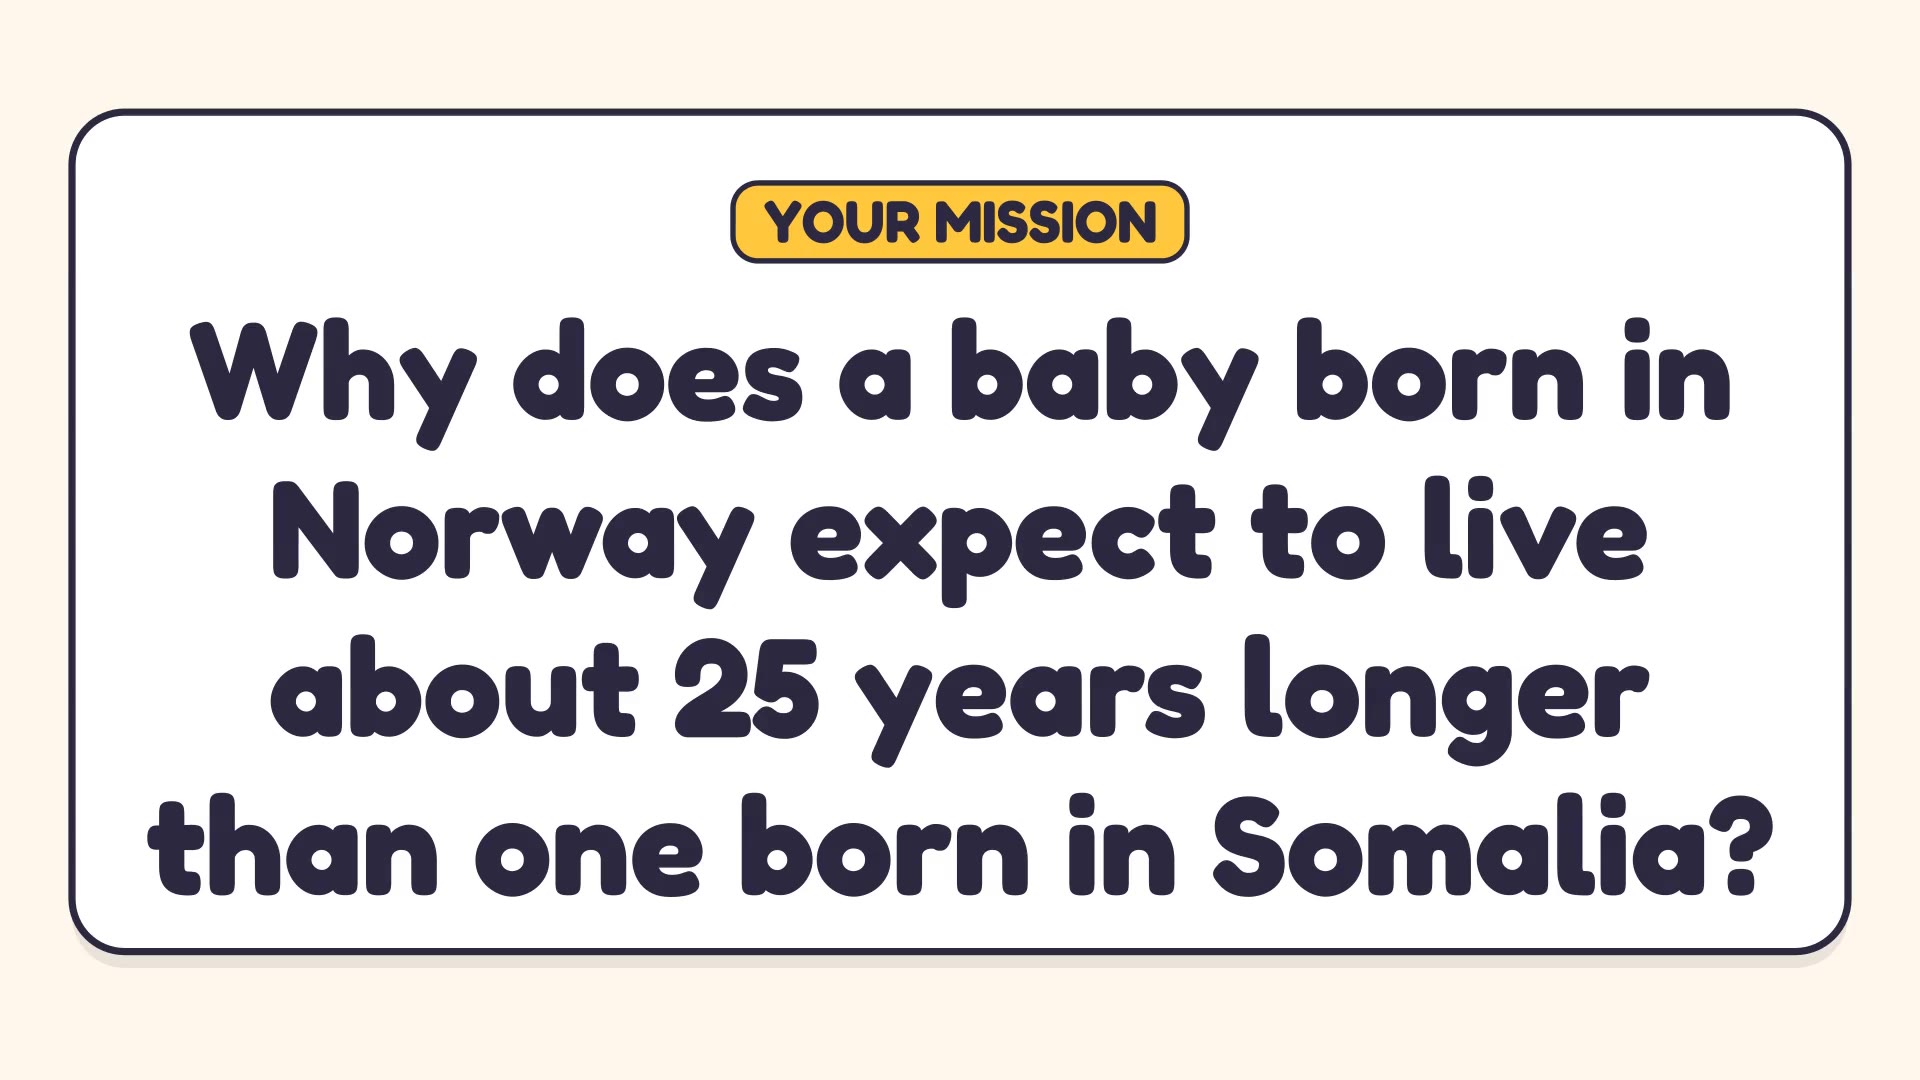 YOUR MISSION
Why does a baby born in
Norway expect to live
about 25 years longer
than one born in Somalia?